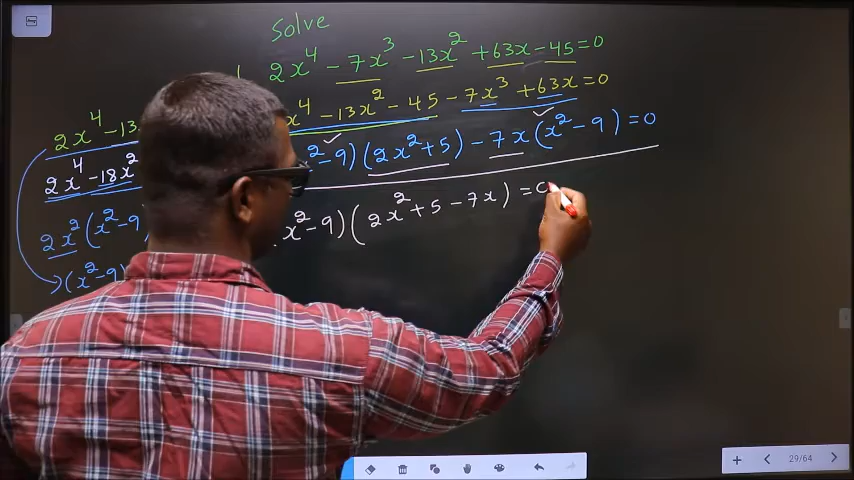 Solve
2x⁴ - 7x³ - 13x² + 63x - 45 = 0
x⁴ - 13x² - 45 - 7x³ + 63x = 0
2x⁴ - 13
x² - 9)(2x² + 5) - 7x(x² - 9) = 0
2x⁴ - 18x²
x² - 9)(2x² + 5 - 7x) = 0
2x²(x² - 9)
(x² - 9)
29/64